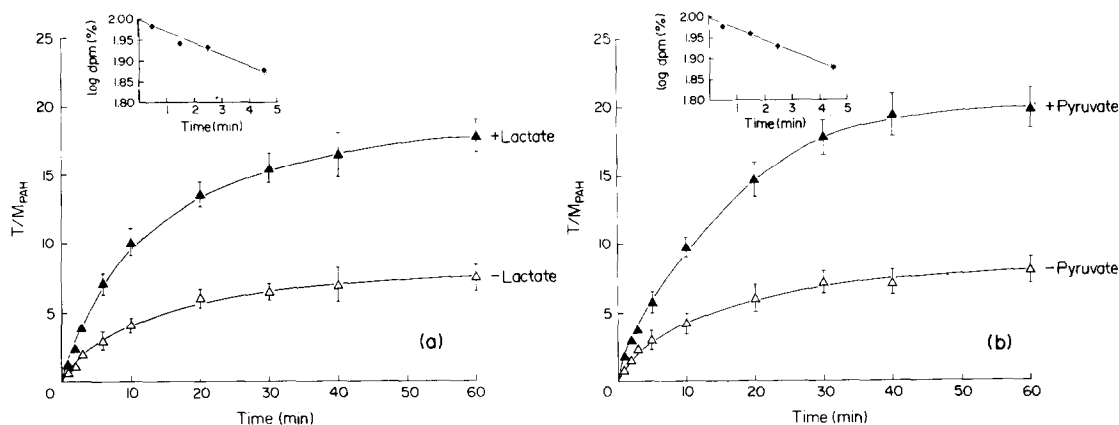 2.00
1.95
1.90
1.85
1.80
log dpm (%)
0 1 2 3 4 5
Time (min)
25
20
15
10
5
T/MPAH
+Lactate
-Lactate
(a)
0 10 20 30 40 50 60
Time (min)
2.00
1.95
1.90
1.85
1.80
log dpm (%)
0 1 2 3 4 5
Time (min)
25
20
15
10
5
T/MPAH
+Pyruvate
-Pyruvate
(b)
0 10 20 30 40 50 60
Time (min)